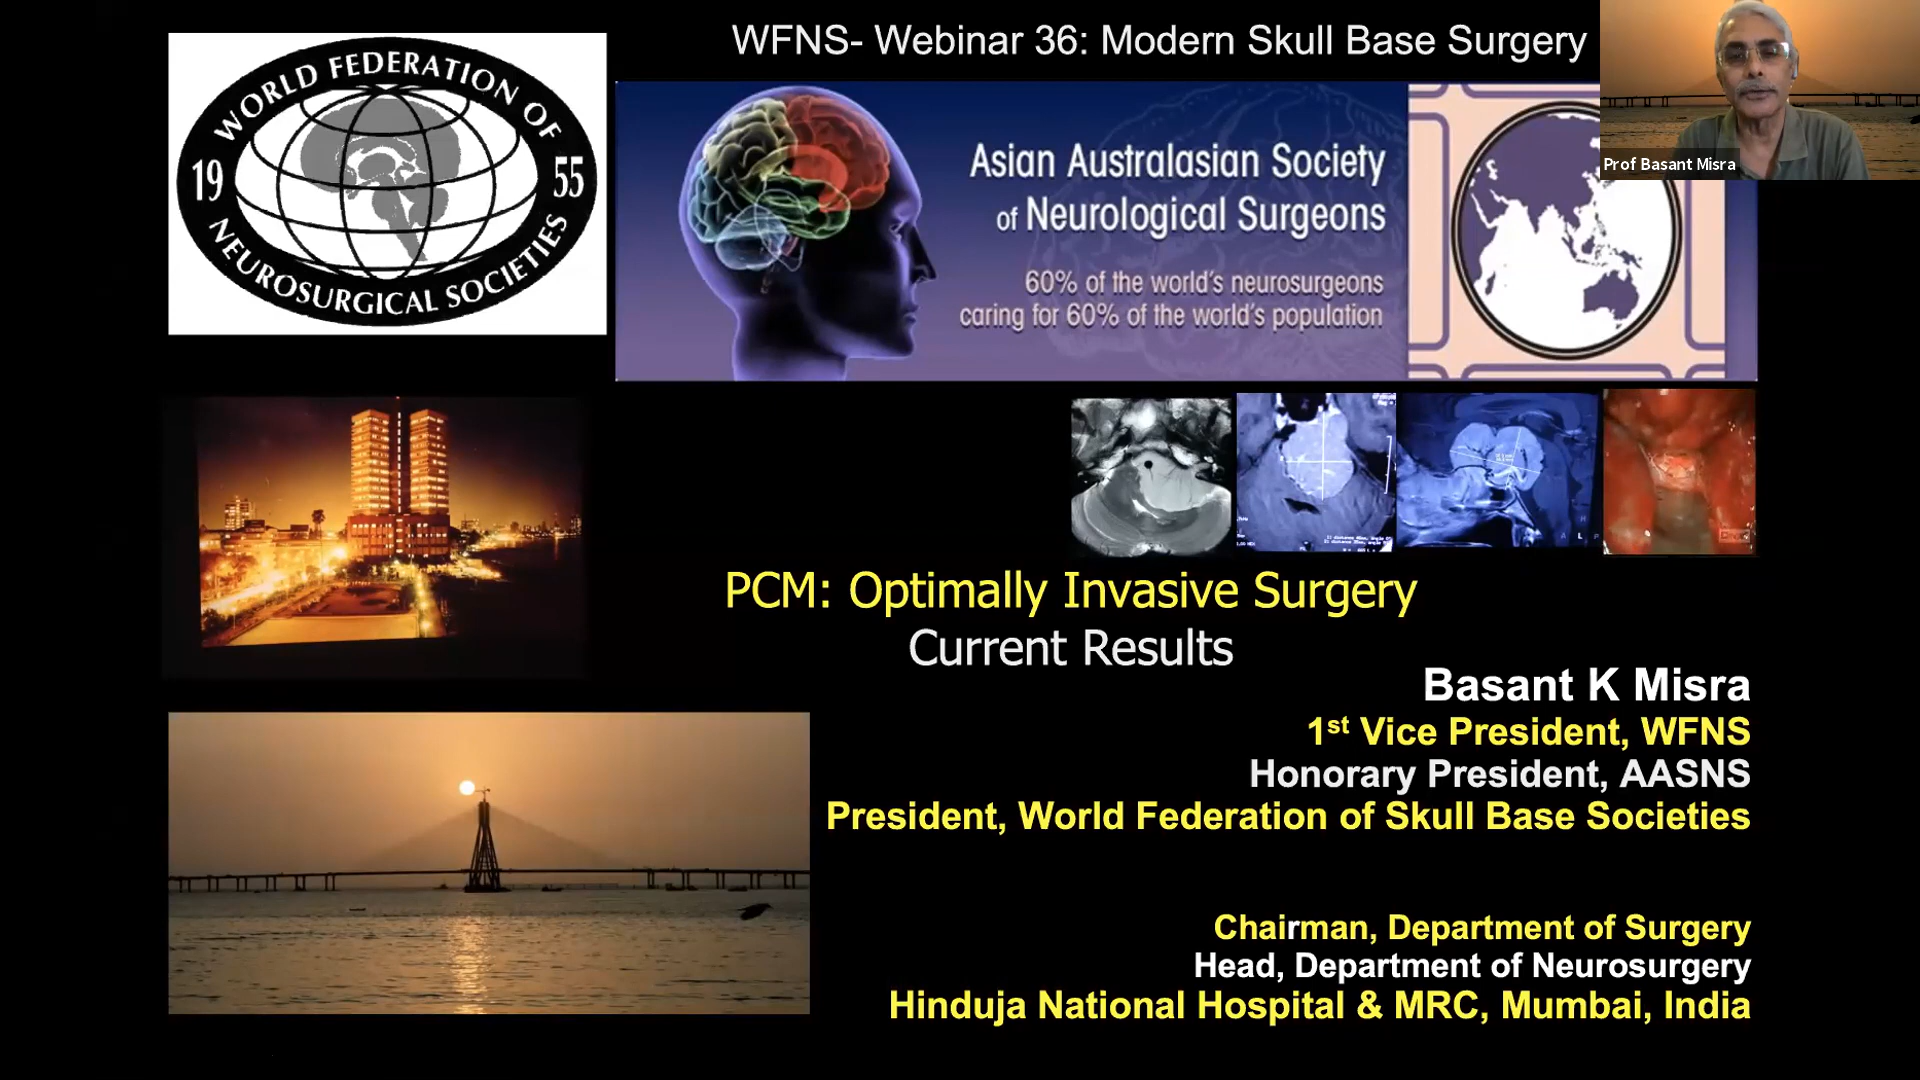 WFNS- Webinar 36: Modern Skull Base Surgery
WORLD FEDERATION OF
19 55
NEUROSURGICAL SOCIETIES
Asian Australasian Society
of Neurological Surgeons
60% of the world's neurosurgeons
caring for 60% of the world's population
Prof Basant Misra
PCM: Optimally Invasive Surgery
Current Results
Basant K Misra
1st Vice President, WFNS
Honorary President, AASNS
President, World Federation of Skull Base Societies
Chairman, Department of Surgery
Head, Department of Neurosurgery
Hinduja National Hospital & MRC, Mumbai, India